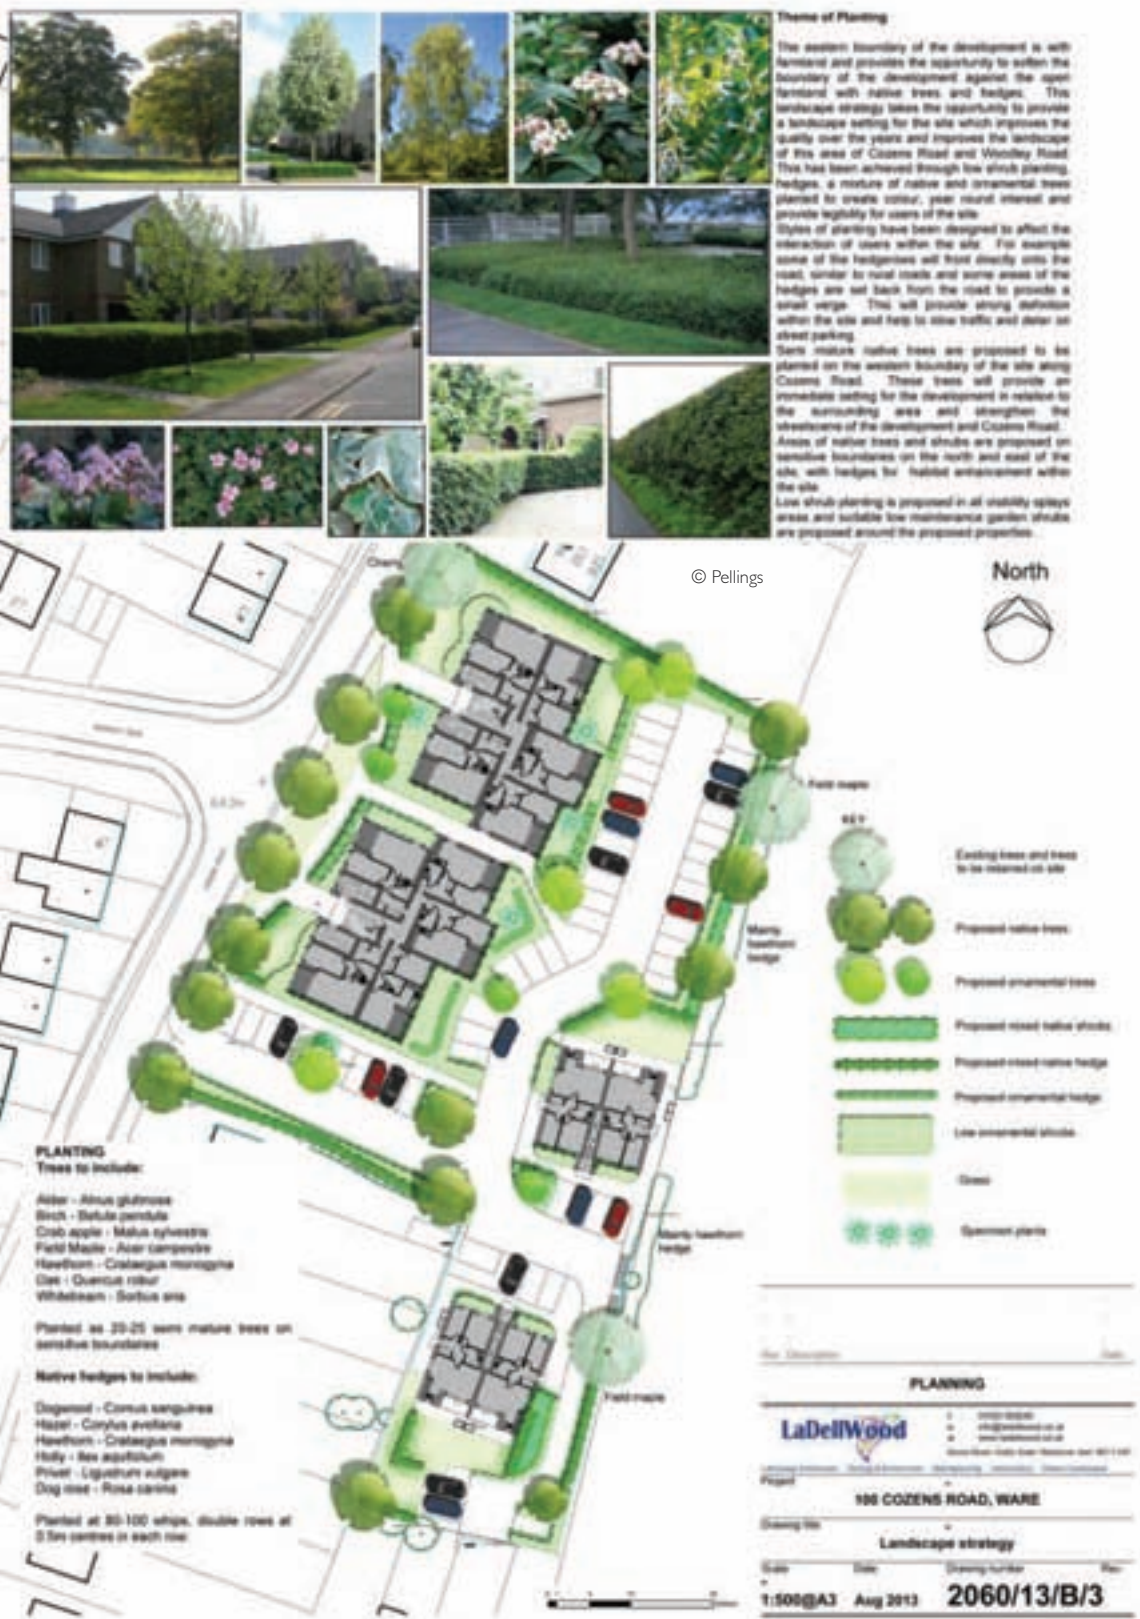 Theme of Planting
The eastern boundary of the development is with
farmland and provides the opportunity to soften the
boundary of the development against the open
farmland with native trees and hedges. This
landscape strategy takes the opportunity to provide
a landscape setting for the site which improves the
quality over the years and improves the landscape
of this area of Cozens Road and Woodley Road.
This has been achieved through low shrub planting,
hedges, a mixture of native and ornamental trees
planted to create colour, year round interest and
provide legibility for users of the site.
Styles of planting have been designed to affect the
interaction of users within the site. For example
some of the hedgerows will front directly onto the
road, similar to rural roads and some areas of the
hedges are set back from the road to provide a
small verge. This will provide strong definition
within the site and help to slow traffic and deter on
street parking.
Semi mature native trees are proposed to be
planted on the western boundary of the site along
Cozens Road. These trees will provide an
immediate setting for the development in relation to
the surrounding area and strengthen the
streetscene of the development and Cozens Road.
Areas of native trees and shrubs are proposed on
sensitive boundaries on the north and east of the
site, with hedges for habitat enhancement within
the site.
Low shrub planting is proposed in all visibility splays
areas and suitable low maintenance garden shrubs
are proposed around the proposed properties.
© Pellings
North
Field maple
KEY
Existing trees and trees
to be retained on site
Proposed native trees
Proposed ornamental trees
Proposed mixed native shrubs
Proposed mixed native hedge
Proposed ornamental hedge
Low ornamental shrubs
Grass
Specimen plants
Mainly
hawthorn
hedge
Mainly hawthorn
hedge
Field maple
PLANTING
Trees to include:
Alder - Alnus glutinosa
Birch - Betula pendula
Crab apple - Malus sylvestris
Field Maple - Acer campestre
Hawthorn - Crataegus monogyna
Oak - Quercus robur
Whitebeam - Sorbus aria
Planted as 20-25 semi mature trees on
sensitive boundaries
Native hedges to include:
Dogwood - Cornus sanguinea
Hazel - Corylus avellana
Hawthorn - Crataegus monogyna
Holly - Ilex aquifolium
Privet - Ligustrum vulgare
Dog rose - Rosa canina
Planted at 80-100 whips, double rows at
0.5m centres in each row
Rev Description Date
PLANNING
LaDellWood
Project
100 COZENS ROAD, WARE
Drawing title
Landscape strategy
Scale Date Drawing number Rev
1:500@A3 Aug 2013 2060/13/B/3